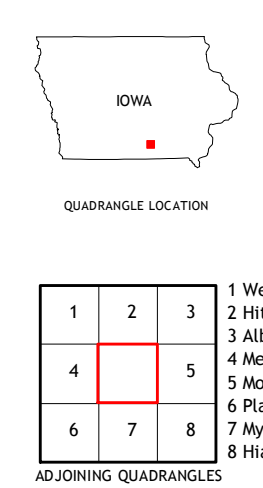 IOWA
QUADRANGLE LOCATION
1 2 3
4 5
6 7 8
1 We
2 Hit
3 Alb
4 Me
5 Mo
6 Pla
7 My
8 Hia
ADJOINING QUADRANGLES